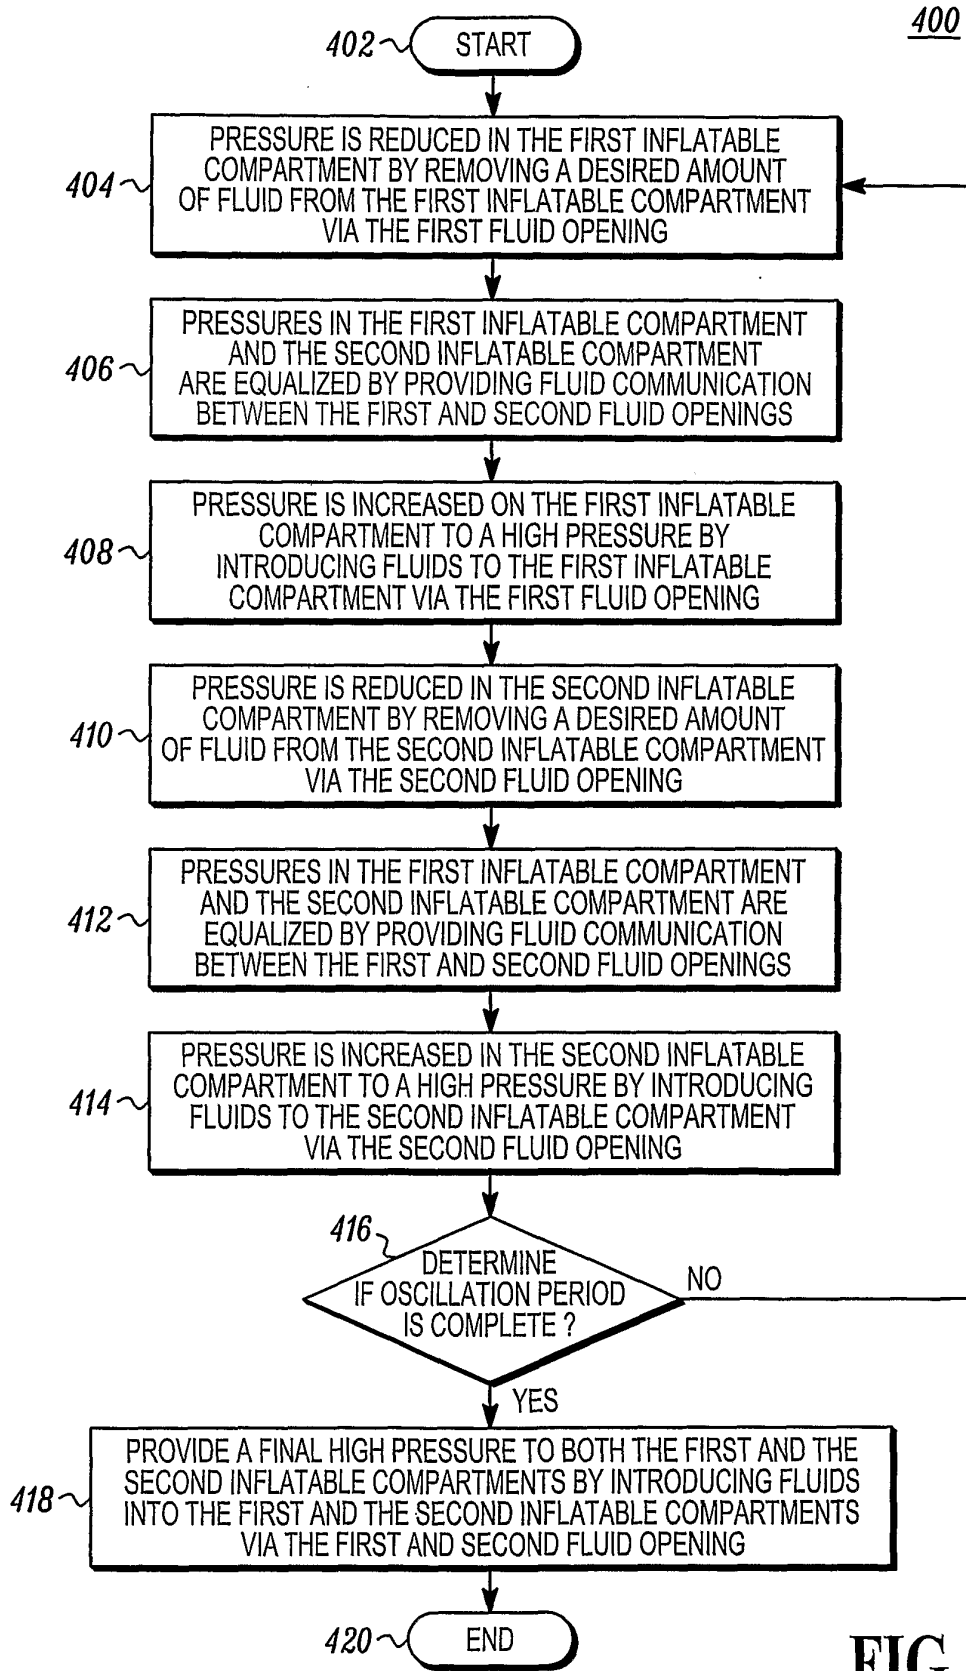 400
402
START
404
PRESSURE IS REDUCED IN THE FIRST INFLATABLE
COMPARTMENT BY REMOVING A DESIRED AMOUNT
OF FLUID FROM THE FIRST INFLATABLE COMPARTMENT
VIA THE FIRST FLUID OPENING
406
PRESSURES IN THE FIRST INFLATABLE COMPARTMENT
AND THE SECOND INFLATABLE COMPARTMENT
ARE EQUALIZED BY PROVIDING FLUID COMMUNICATION
BETWEEN THE FIRST AND SECOND FLUID OPENINGS
408
PRESSURE IS INCREASED ON THE FIRST INFLATABLE
COMPARTMENT TO A HIGH PRESSURE BY
INTRODUCING FLUIDS TO THE FIRST INFLATABLE
COMPARTMENT VIA THE FIRST FLUID OPENING
410
PRESSURE IS REDUCED IN THE SECOND INFLATABLE
COMPARTMENT BY REMOVING A DESIRED AMOUNT
OF FLUID FROM THE SECOND INFLATABLE COMPARTMENT
VIA THE SECOND FLUID OPENING
412
PRESSURES IN THE FIRST INFLATABLE COMPARTMENT
AND THE SECOND INFLATABLE COMPARTMENT ARE
EQUALIZED BY PROVIDING FLUID COMMUNICATION
BETWEEN THE FIRST AND SECOND FLUID OPENINGS
414
PRESSURE IS INCREASED IN THE SECOND INFLATABLE
COMPARTMENT TO A HIGH PRESSURE BY INTRODUCING
FLUIDS TO THE SECOND INFLATABLE COMPARTMENT
VIA THE SECOND FLUID OPENING
416
DETERMINE
IF OSCILLATION PERIOD
IS COMPLETE ?
NO
YES
418
PROVIDE A FINAL HIGH PRESSURE TO BOTH THE FIRST AND THE
SECOND INFLATABLE COMPARTMENTS BY INTRODUCING FLUIDS
INTO THE FIRST AND THE SECOND INFLATABLE COMPARTMENTS
VIA THE FIRST AND SECOND FLUID OPENING
420
END
FIG